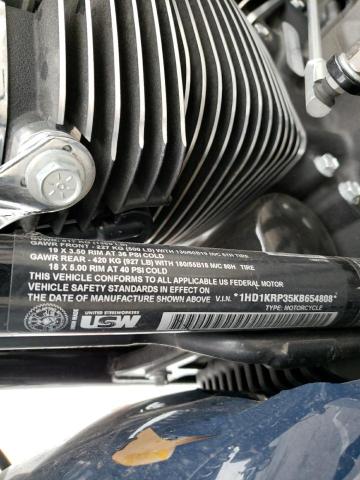 GAWR FRONT - 227 KG (500 LB) WITH 130/60B19 M/C 61H TIRE
19 X 3.50 RIM AT 36 PSI COLD
GAWR REAR - 420 KG (927 LB) WITH 180/55B18 M/C 80H TIRE
18 X 5.00 RIM AT 40 PSI COLD
THIS VEHICLE CONFORMS TO ALL APPLICABLE US FEDERAL MOTOR
VEHICLE SAFETY STANDARDS IN EFFECT ON
THE DATE OF MANUFACTURE SHOWN ABOVE V.I.N. *1HD1KRP35KB654808*
TYPE: MOTORCYCLE
UNITED STEELWORKERS
USW